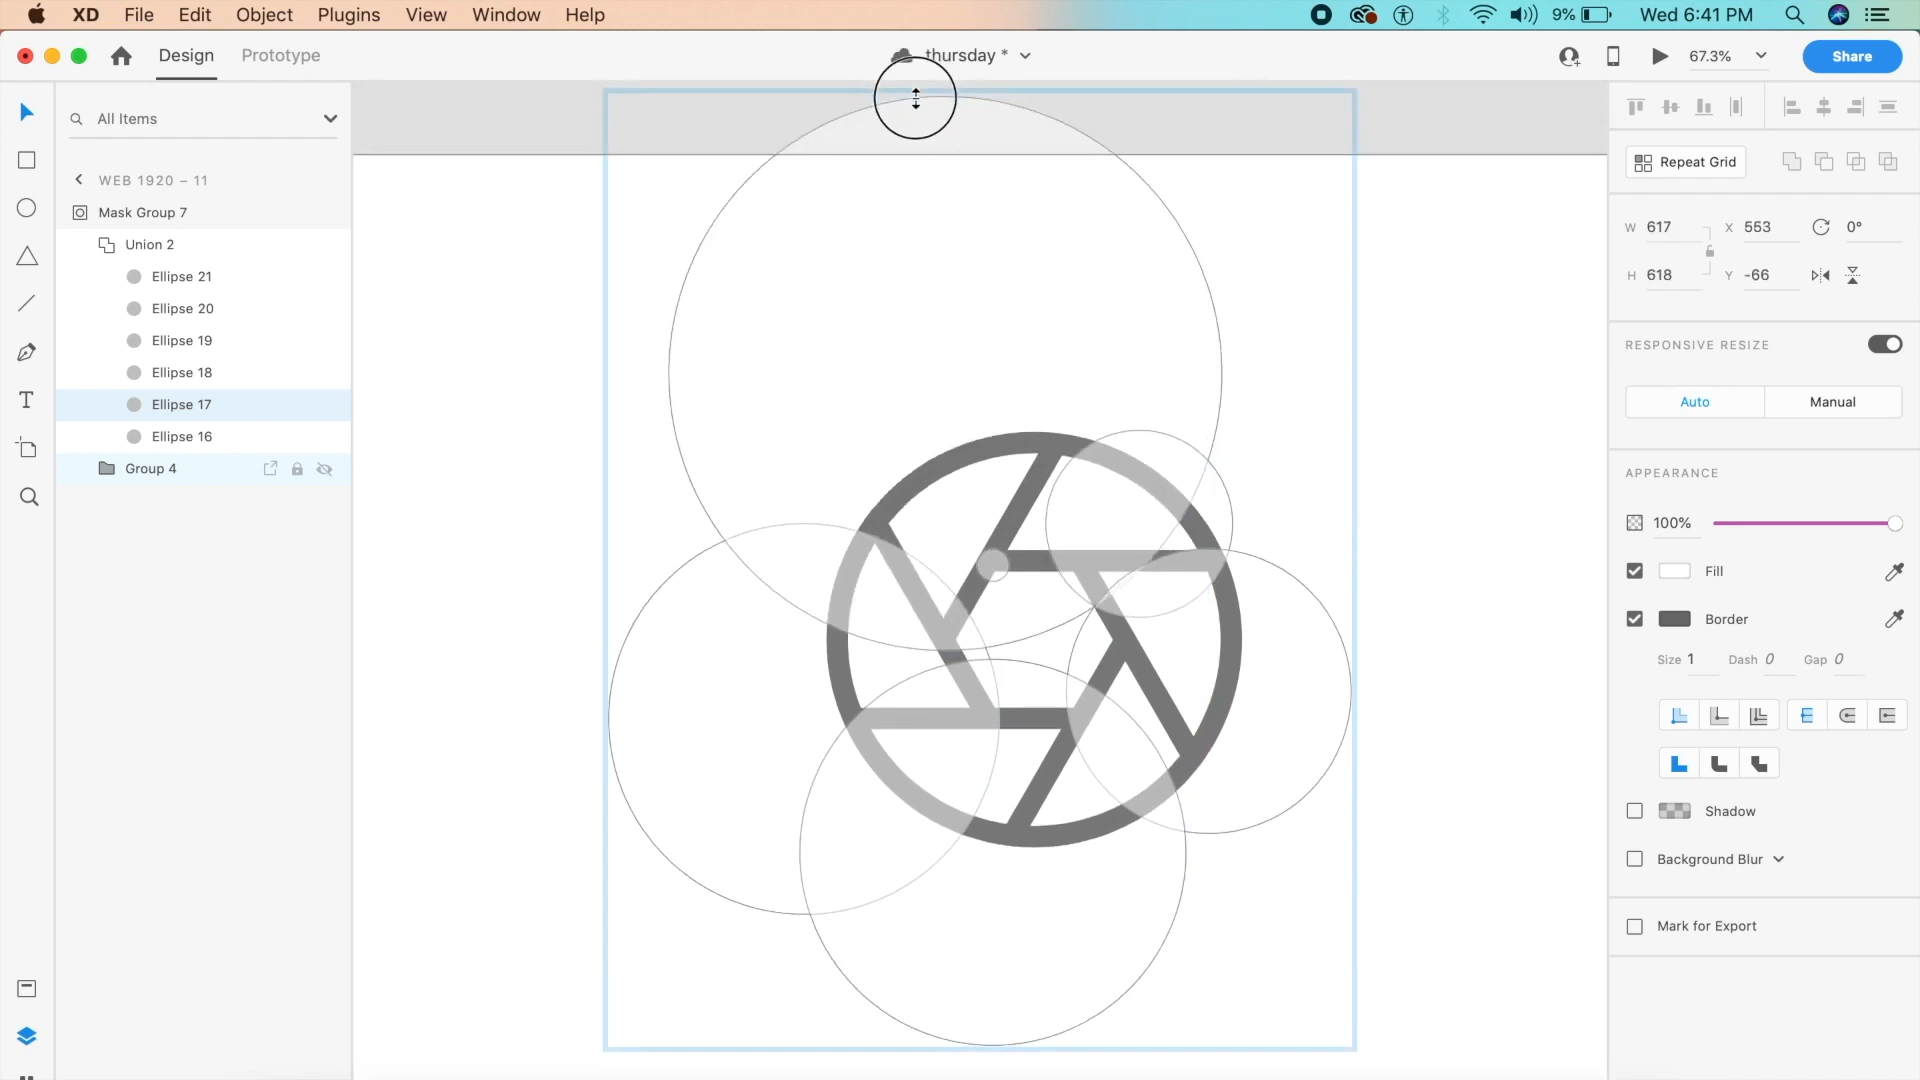 XD File Edit Object Plugins View Window Help 9% Wed 6:41 PM
Design Prototype thursday * 67.3% Share
All Items
WEB 1920 – 11
Mask Group 7
Union 2
Ellipse 21
Ellipse 20
Ellipse 19
Ellipse 18
Ellipse 17
Ellipse 16
Group 4
Repeat Grid
W 617 X 553 0°
H 618 Y -66
RESPONSIVE RESIZE
Auto Manual
APPEARANCE
100%
Fill
Border
Size 1 Dash 0 Gap 0
Shadow
Background Blur
Mark for Export